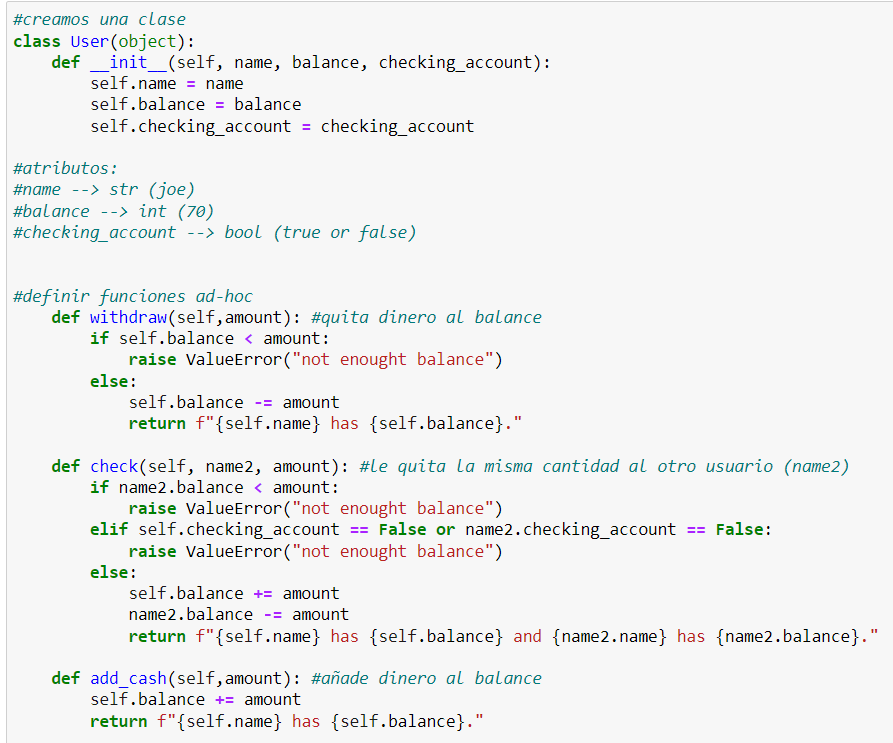 #creamos una clase
class User(object):
    def __init__(self, name, balance, checking_account):
        self.name = name
        self.balance = balance
        self.checking_account = checking_account

#atributos:
#name --> str (joe)
#balance --> int (70)
#checking_account --> bool (true or false)


#definir funciones ad-hoc
    def withdraw(self,amount): #quita dinero al balance
        if self.balance < amount:
            raise ValueError("not enought balance")
        else:
            self.balance -= amount
            return f"{self.name} has {self.balance}."

    def check(self, name2, amount): #le quita la misma cantidad al otro usuario (name2)
        if name2.balance < amount:
            raise ValueError("not enought balance")
        elif self.checking_account == False or name2.checking_account == False:
            raise ValueError("not enought balance")
        else:
            self.balance += amount
            name2.balance -= amount
            return f"{self.name} has {self.balance} and {name2.name} has {name2.balance}."

    def add_cash(self,amount): #añade dinero al balance
        self.balance += amount
        return f"{self.name} has {self.balance}."